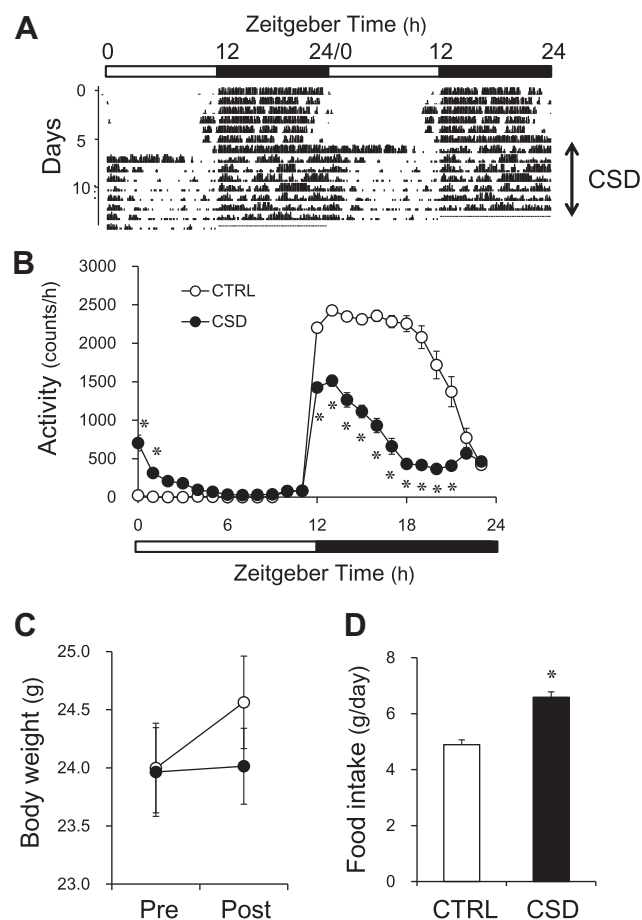 A
Zeitgeber Time (h)
0 12 24/0 12 24
Days
0
5
10
CSD
B
Activity (counts/h)
3000
2500
2000
1500
1000
500
0
CTRL
CSD
* * * * * * * * * * * *
0 6 12 18 24
Zeitgeber Time (h)
C
Body weight (g)
25.0
24.5
24.0
23.5
23.0
Pre Post
D
Food intake (g/day)
8
6
4
2
0
*
CTRL CSD